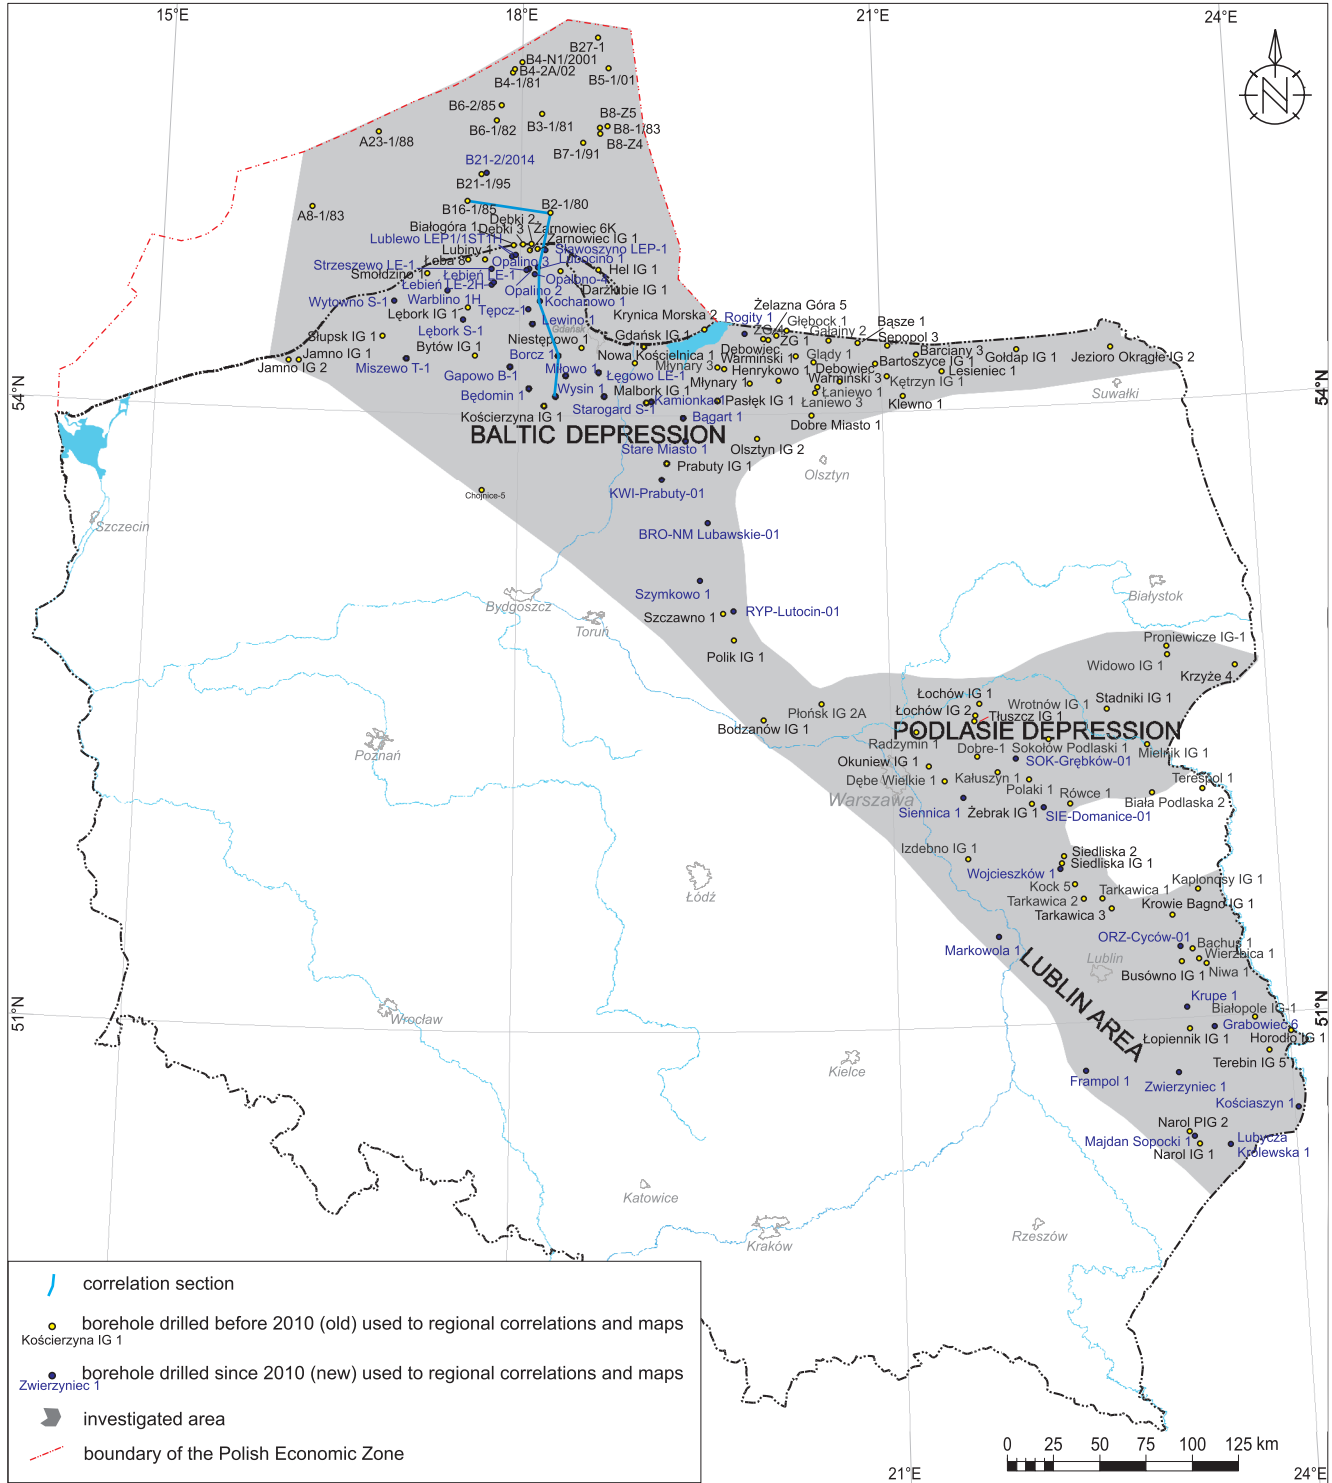 15°E
18°E
21°E
24°E
B27-1
B4-N1/2001
B4-2A/02
B4-1/81
B5-1/01
B6-2/85
B6-1/82
B3-1/81
B8-Z5
B8-1/83
B8-Z4
B7-1/91
A23-1/88
B21-2/2014
B21-1/95
B16-1/85
B2-1/80
A8-1/83
Białogóra 1
Dębki 2
Dębki 3
Żarnowiec 6K
Żarnowiec IG 1
Lublewo LEP1/1ST1H
Sławoszyno LEP-1
Lubiny 1
Łeba 8
Opalino 3
Lubocino 1
Strzeszewo LE-1
Smołdzino 1
Łebień LE-1
Łebień LE-2H
Opalono-4
Hel IG 1
Opalino 2
Darżlubie IG 1
Wytowno S-1
Warblino 1H
Kochanowo 1
Lębork IG 1
Tępcz-1
Krynica Morska 2
Lębork S-1
Lewino 1
Gdańsk
Słupsk IG 1
Niestępowo 1
Gdańsk IG 1
Rogity 1
Żelazna Góra 5
Głębock 1
Bąsze 1
ZG 4
ZG 1
Gałajny 2
Sępopol 3
Jamno IG 1
Jamno IG 2
Bytów IG 1
Borcz 1
Nowa Kościelnica 1
Dębowiec
Warmiński 1
Głądy 1
Barciany 3
Bartoszyce IG 1
Gołdap IG 1
Jezioro Okrągłe IG 2
Miszewo T-1
Gapowo B-1
Miłowo 1
Łęgowo LE-1
Młynary 3
Henrykowo 1
Dębowiec
Warmiński 3
Lesieniec 1
Kętrzyn IG 1
Młynary 1
Będomin 1
Wysin 1
Malbork IG 1
Pasłęk IG 1
Łaniewo 1
Łaniewo 3
Klewno 1
Suwałki
54°N
54°N
Kościerzyna IG 1
Starogard S-1
Kamionka 1
Bagart 1
Dobre Miasto 1
BALTIC DEPRESSION
Stare Miasto 1
Olsztyn IG 2
Prabuty IG 1
Olsztyn
Chojnice-5
KWI-Prabuty-01
Szczecin
BRO-NM Lubawskie-01
Szymkowo 1
Białystok
Bydgoszcz
Toruń
RYP-Lutocin-01
Szczawno 1
Polik IG 1
Proniewicze IG-1
Widowo IG 1
Krzyże 4
Płońsk IG 2A
Bodzanów IG 1
Łochów IG 1
Łochów IG 2
Tłuszcz IG 1
Wrotnów IG 1
Stadniki IG 1
PODLASIE DEPRESSION
Radzymin 1
Dobre-1
Sokołów Podlaski 1
Mielnik IG 1
Poznań
Okuniew IG 1
SOK-Grębków-01
Dębe Wielkie 1
Kałuszyn 1
Polaki 1
Terespol 1
Warszawa
Siennica 1
Żebrak IG 1
Rówce 1
SIE-Domanice-01
Biała Podlaska 2
Izdebno IG 1
Siedliska 2
Siedliska IG 1
Wojcieszków 1
Łódź
Kock 5
Tarkawica 1
Tarkawica 2
Tarkawica 3
Kaplonosy IG 1
Krowie Bagno IG 1
Markowola 1
ORZ-Cyców-01
Bachus 1
Wierzbica 1
Lublin
Busówno IG 1
Niwa 1
LUBLIN AREA
51°N
51°N
Wrocław
Krupe 1
Białopole IG-1
Grabowiec 6
Łopiennik IG 1
Horodło IG 1
Terebin IG 5
Kielce
Frampol 1
Zwierzyniec 1
Kościaszyn 1
Narol PIG 2
Majdan Sopocki 1
Narol IG 1
Lubycza
Królewska 1
Katowice
Kraków
Rzeszów
N
correlation section
borehole drilled before 2010 (old) used to regional correlations and maps
Kościerzyna IG 1
borehole drilled since 2010 (new) used to regional correlations and maps
Zwierzyniec 1
investigated area
boundary of the Polish Economic Zone
0 25 50 75 100 125 km
21°E
24°E